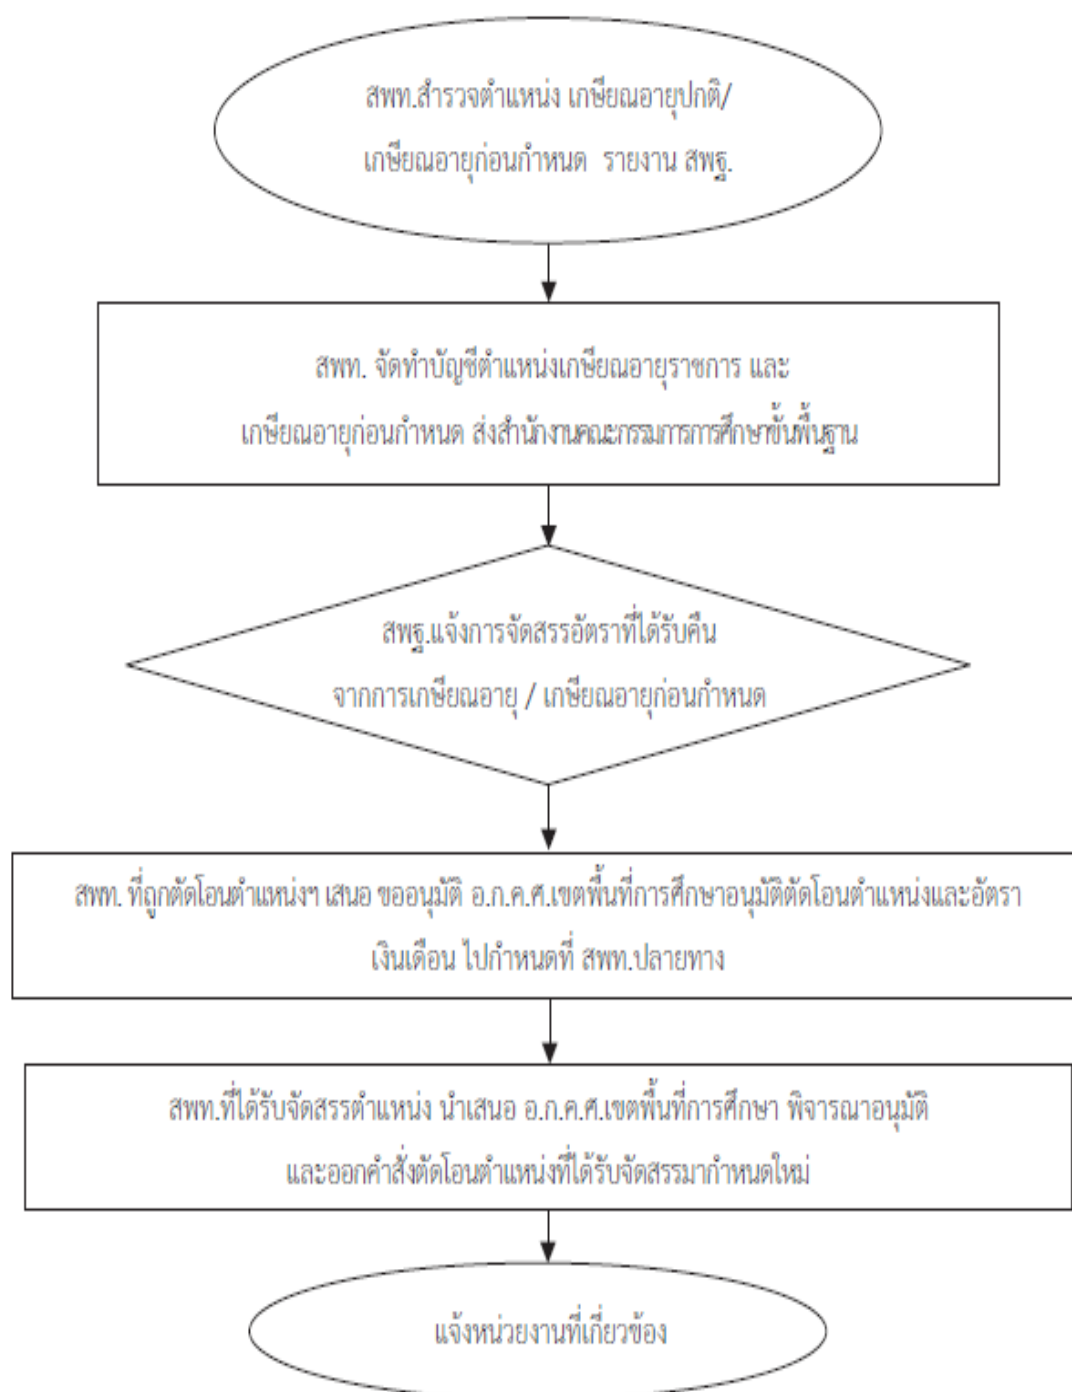 สพท.สำรวจตำแหน่ง เกษียณอายุปกติ/
เกษียณอายุก่อนกำหนด รายงาน สพฐ.
สพท. จัดทำบัญชีตำแหน่งเกษียณอายุราชการ และ
เกษียณอายุก่อนกำหนด ส่งสำนักงานคณะกรรมการการศึกษาขั้นพื้นฐาน
สพฐ.แจ้งการจัดสรรอัตราที่ได้รับคืน
จากการเกษียณอายุ / เกษียณอายุก่อนกำหนด
สพท. ที่ถูกตัดโอนตำแหน่งฯ เสนอ ขออนุมัติ อ.ก.ค.ศ.เขตพื้นที่การศึกษาอนุมัติตัดโอนตำแหน่งและอัตรา
เงินเดือน ไปกำหนดที่ สพท.ปลายทาง
สพท.ที่ได้รับจัดสรรตำแหน่ง นำเสนอ อ.ก.ค.ศ.เขตพื้นที่การศึกษา พิจารณาอนุมัติ
และออกคำสั่งตัดโอนตำแหน่งที่ได้รับจัดสรรมากำหนดใหม่
แจ้งหน่วยงานที่เกี่ยวข้อง